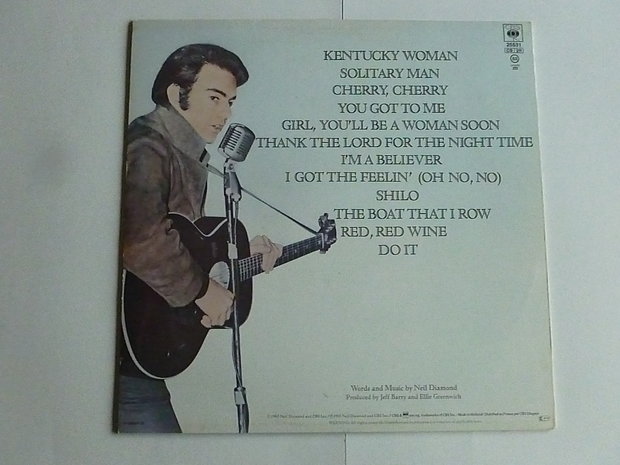 CBS
25531
KENTUCKY WOMAN
SOLITARY MAN
CHERRY, CHERRY
YOU GOT TO ME
GIRL, YOU'LL BE A WOMAN SOON
THANK THE LORD FOR THE NIGHT TIME
I'M A BELIEVER
I GOT THE FEELIN' (OH NO, NO)
SHILO
THE BOAT THAT I ROW
RED, RED WINE
DO IT
Words and Music by Neil Diamond
Produced by Jeff Barry and Ellie Greenwich